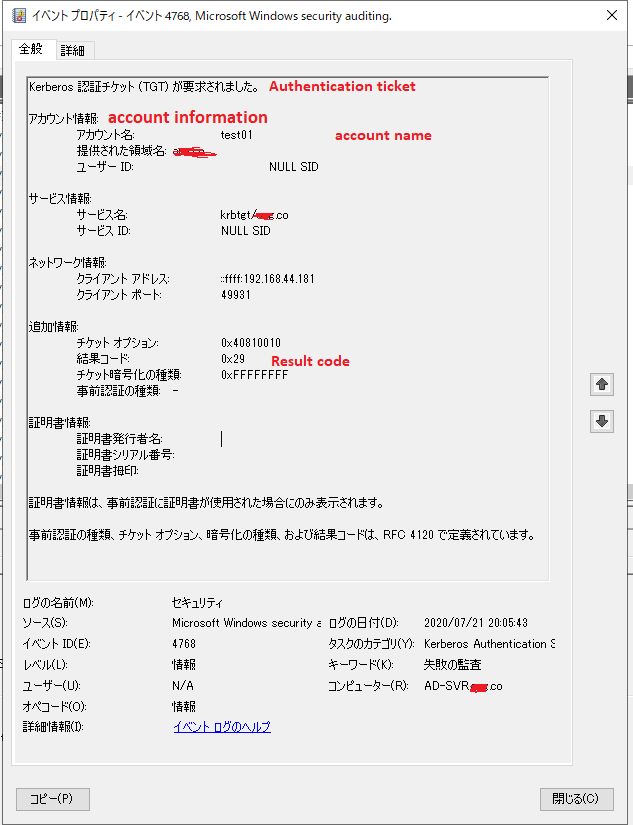 イベント プロパティ - イベント 4768, Microsoft Windows security auditing.
全般 詳細
Kerberos 認証チケット (TGT) が要求されました。 Authentication ticket
アカウント情報: account information
アカウント名: test01 account name
提供された領域名:
ユーザー ID: NULL SID
サービス情報:
サービス名: krbtgt/ .co
サービス ID: NULL SID
ネットワーク情報:
クライアント アドレス: ::ffff:192.168.44.181
クライアント ポート: 49931
追加情報:
チケット オプション: 0x40810010
結果コード: 0x29 Result code
チケット暗号化の種類: 0xFFFFFFFF
事前認証の種類: -
証明書情報:
証明書発行者名:
証明書シリアル番号:
証明書拇印:
証明書情報は、事前認証に証明書が使用された場合にのみ表示されます。
事前認証の種類、チケット オプション、暗号化の種類、および結果コードは、RFC 4120 で定義されています。
ログの名前(M): セキュリティ
ソース(S): Microsoft Windows security a ログの日付(D): 2020/07/21 20:05:43
イベント ID(E): 4768 タスクのカテゴリ(Y): Kerberos Authentication S
レベル(L): 情報 キーワード(K): 失敗の監査
ユーザー(U): N/A コンピューター(R): AD-SVR. .co
オペコード(O): 情報
詳細情報(I): イベント ログのヘルプ
コピー(P) 閉じる(C)